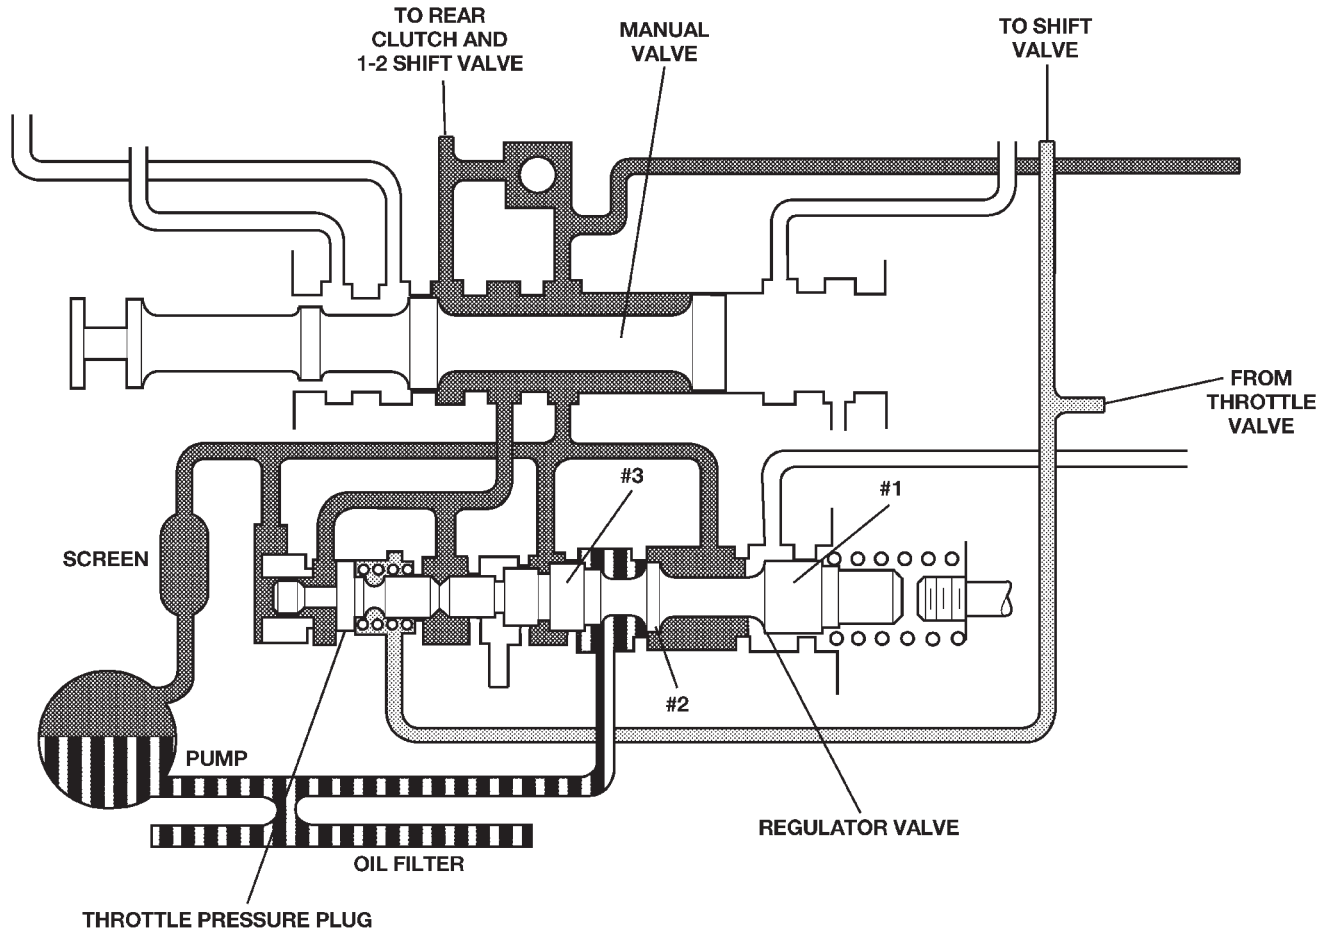 TO REAR
CLUTCH AND
1-2 SHIFT VALVE
MANUAL
VALVE
TO SHIFT
VALVE
FROM
THROTTLE
VALVE
#3
#1
SCREEN
#2
PUMP
REGULATOR VALVE
OIL FILTER
THROTTLE PRESSURE PLUG